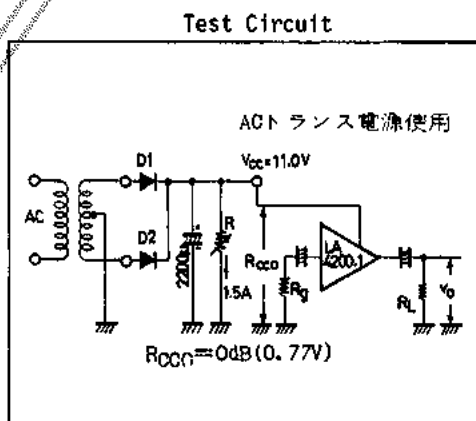 Test Circuit
ACトランス電源使用
D1
Vcc=11.0V
AC
D2
2200μ
R
1.5A
Rcco
Rg
LA
4200.1
RL
vo
RCCO=0dB(0.77V)